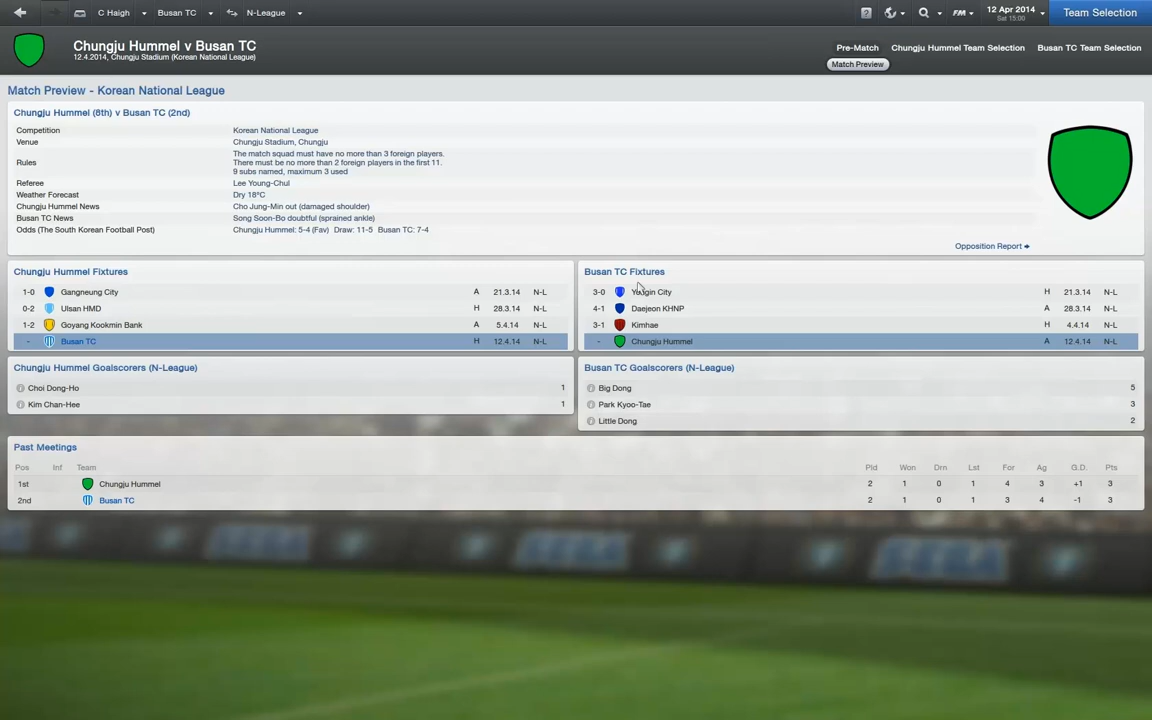 C Haigh Busan TC N-League ? FM 12 Apr 2014 Sat 15:00 Team Selection
Chungju Hummel v Busan TC
12.4.2014, Chungju Stadium (Korean National League)
Pre-Match Chungju Hummel Team Selection Busan TC Team Selection
Match Preview
Match Preview - Korean National League
Chungju Hummel (8th) v Busan TC (2nd)
Competition Korean National League
Venue Chungju Stadium, Chungju
Rules The match squad must have no more than 3 foreign players.
There must be no more than 2 foreign players in the first 11.
9 subs named, maximum 3 used
Referee Lee Young-Chul
Weather Forecast Dry 18°C
Chungju Hummel News Cho Jung-Min out (damaged shoulder)
Busan TC News Song Soon-Bo doubtful (sprained ankle)
Odds (The South Korean Football Post) Chungju Hummel: 5-4 (Fav) Draw: 11-5 Busan TC: 7-4
Opposition Report
Chungju Hummel Fixtures
1-0 Gangneung City A 21.3.14 N-L
0-2 Ulsan HMD H 28.3.14 N-L
1-2 Goyang Kookmin Bank A 5.4.14 N-L
- Busan TC H 12.4.14 N-L
Busan TC Fixtures
3-0 Yongin City H 21.3.14 N-L
4-1 Daejeon KHNP A 28.3.14 N-L
3-1 Kimhae H 4.4.14 N-L
- Chungju Hummel A 12.4.14 N-L
Chungju Hummel Goalscorers (N-League)
Choi Dong-Ho 1
Kim Chan-Hee 1
Busan TC Goalscorers (N-League)
Big Dong 5
Park Kyoo-Tae 3
Little Dong 2
Past Meetings
Pos Inf Team Pld Won Drn Lst For Ag G.D. Pts
1st Chungju Hummel 2 1 0 1 4 3 +1 3
2nd Busan TC 2 1 0 1 3 4 -1 3
SEGA